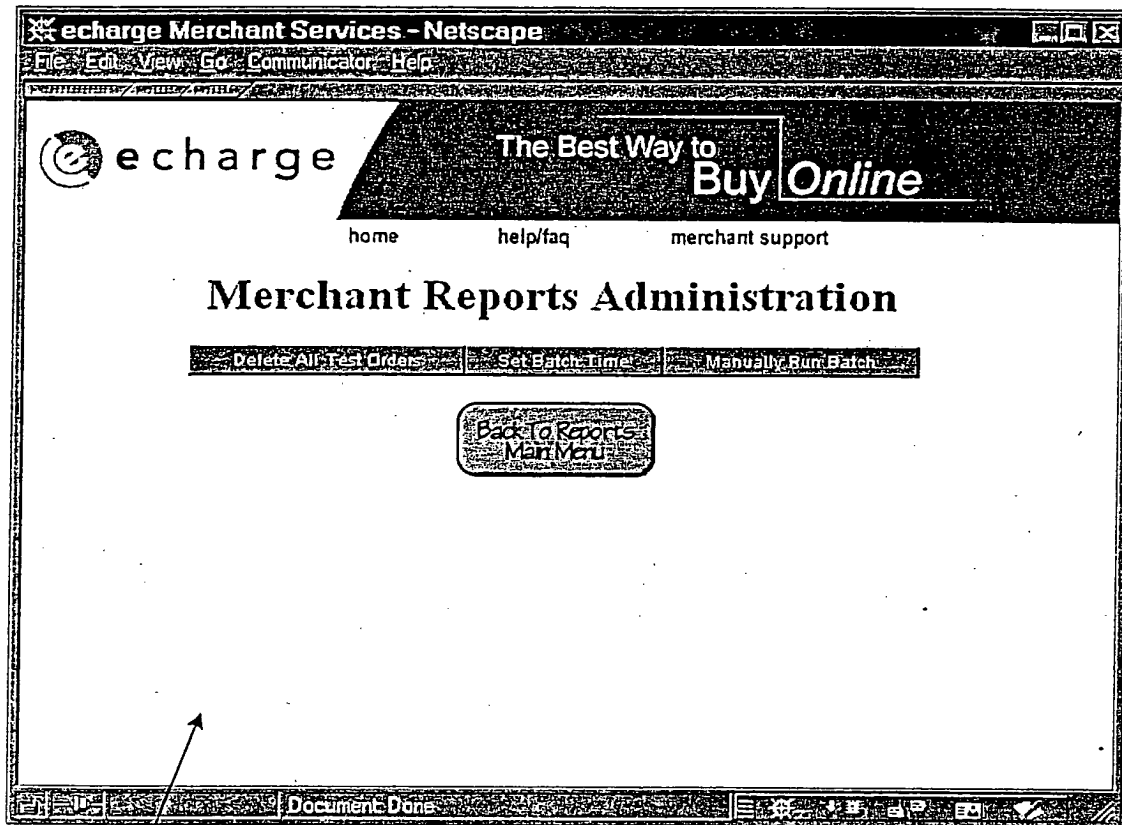 echarge Merchant Services - Netscape
File Edit View Go Communicator Help
echarge
The Best Way to
Buy Online
home help/faq merchant support
Merchant Reports Administration
Delete All Test Orders Set Batch Time Manually Run Batch
Back To Reports
Main Menu
Document: Done